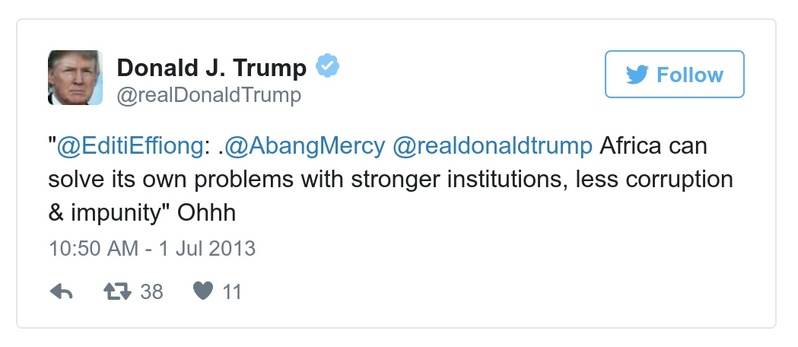 Donald J. Trump
@realDonaldTrump
Follow
"@EditiEffiong: .@AbangMercy @realdonaldtrump Africa can
solve its own problems with stronger institutions, less corruption
& impunity" Ohhh
10:50 AM - 1 Jul 2013
38 11